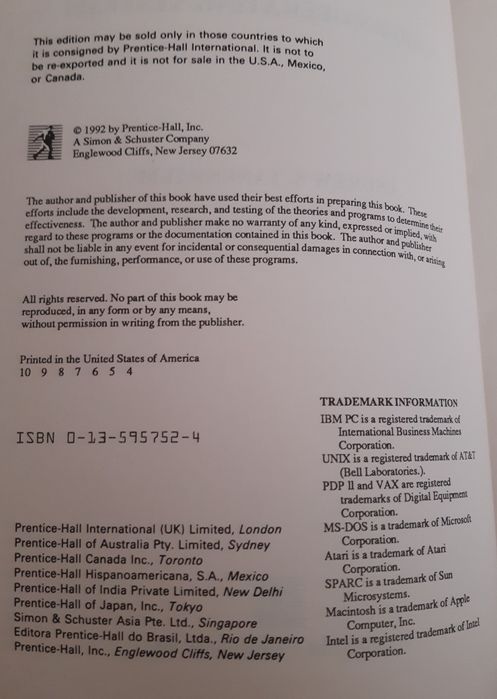 This edition may be sold only in those countries to which
it is consigned by Prentice-Hall International. It is not to
be re-exported and it is not for sale in the U.S.A., Mexico,
or Canada.
© 1992 by Prentice-Hall, Inc.
A Simon & Schuster Company
Englewood Cliffs, New Jersey 07632
The author and publisher of this book have used their best efforts in preparing this book. These
efforts include the development, research, and testing of the theories and programs to determine their
effectiveness. The author and publisher make no warranty of any kind, expressed or implied, with
regard to these programs or the documentation contained in this book. The author and publisher
shall not be liable in any event for incidental or consequential damages in connection with, or arising
out of, the furnishing, performance, or use of these programs.
All rights reserved. No part of this book may be
reproduced, in any form or by any means,
without permission in writing from the publisher.
Printed in the United States of America
10 9 8 7 6 5 4
ISBN 0-13-595752-4
Prentice-Hall International (UK) Limited, London
Prentice-Hall of Australia Pty. Limited, Sydney
Prentice-Hall Canada Inc., Toronto
Prentice-Hall Hispanoamericana, S.A., Mexico
Prentice-Hall of India Private Limited, New Delhi
Prentice-Hall of Japan, Inc., Tokyo
Simon & Schuster Asia Pte. Ltd., Singapore
Editora Prentice-Hall do Brasil, Ltda., Rio de Janeiro
Prentice-Hall, Inc., Englewood Cliffs, New Jersey
TRADEMARK INFORMATION
IBM PC is a registered trademark of
International Business Machines
Corporation.
UNIX is a registered trademark of AT&T
(Bell Laboratories.).
PDP 11 and VAX are registered
trademarks of Digital Equipment
Corporation.
MS-DOS is a trademark of Microsoft
Corporation.
Atari is a trademark of Atari
Corporation.
SPARC is a trademark of Sun
Microsystems.
Macintosh is a trademark of Apple
Computer, Inc.
Intel is a registered trademark of Intel
Corporation.